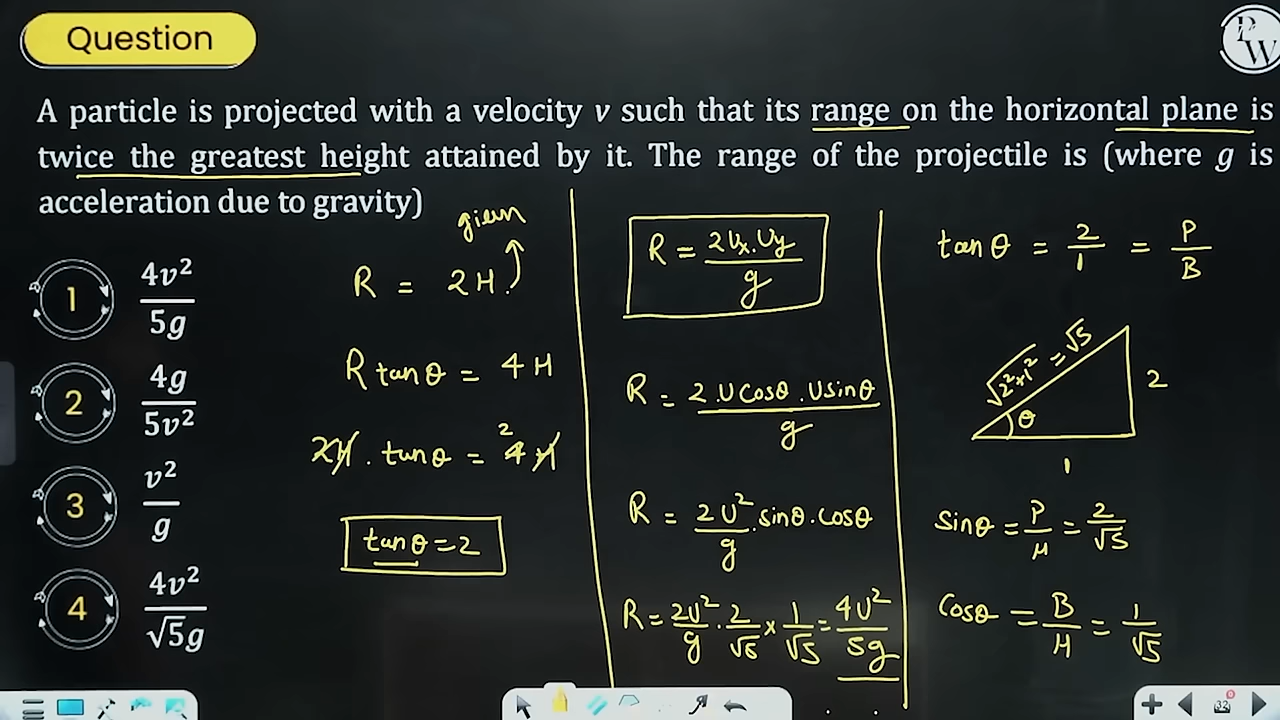 Question
PW
A particle is projected with a velocity v such that its range on the horizontal plane is
twice the greatest height attained by it. The range of the projectile is (where g is
acceleration due to gravity)
1 4v²/5g
2 4g/5v²
3 v²/g
4 4v²/√5g
given
R = 2H
R tanθ = 4H
2H . tanθ = ²4H
tanθ = 2
R = 2Ux.Uy/g
R = 2.Ucosθ.Usinθ/g
R = 2U²/g.sinθ.cosθ
R = 2U²/g.2/√5 × 1/√5 = 4U²/5g
tanθ = 2/1 = P/B
√2²+1² = √5
2
θ
1
sinθ = P/H = 2/√5
cosθ = B/H = 1/√5
32